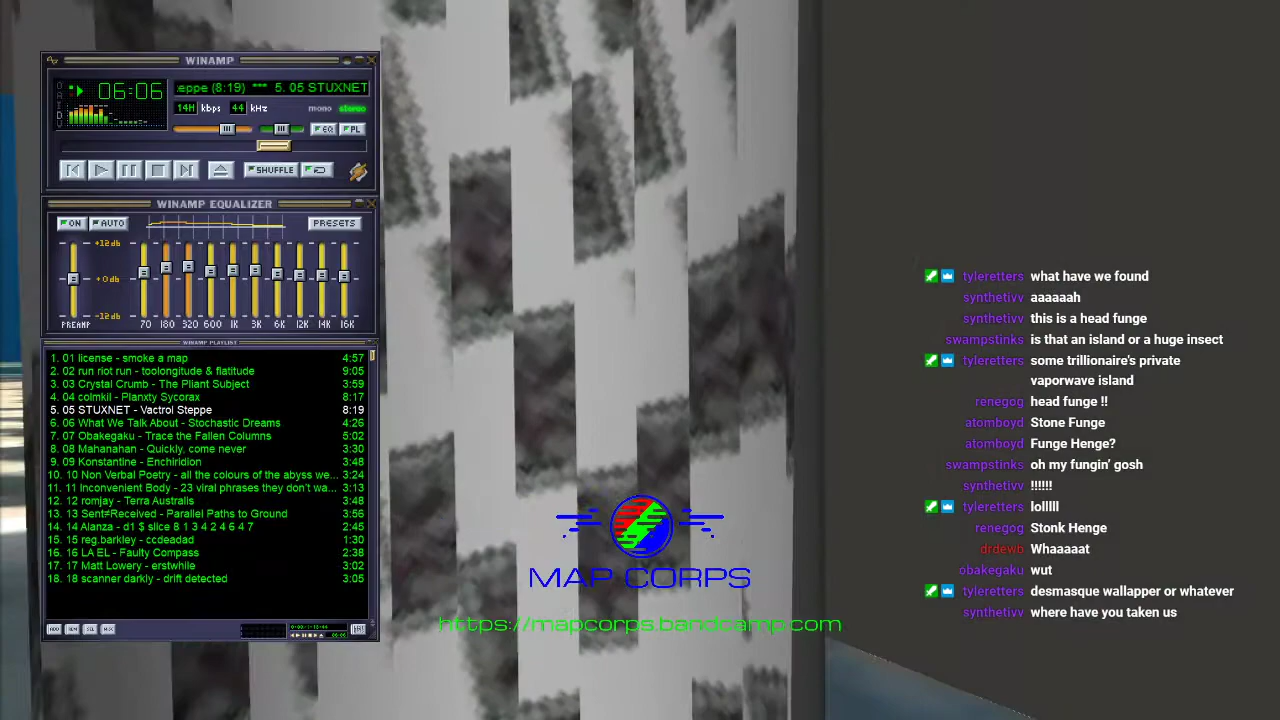 WINAMP
06:06
:eppe (8:19) *** 5. 05 STUXNET
14H kbps 44 kHz mono stereo
EQ PL
SHUFFLE
WINAMP EQUALIZER
ON AUTO PRESETS
+12db
+0db
-12db
PREAMP 70 180 320 600 1K 3K 6K 12K 14K 16K
WINAMP PLAYLIST
1. 01 license - smoke a map 4:57
2. 02 run riot run - toolongitude & flatitude 9:05
3. 03 Crystal Crumb - The Pliant Subject 3:59
4. 04 colmkil - Planxty Sycorax 8:17
5. 05 STUXNET - Vactrol Steppe 8:19
6. 06 What We Talk About - Stochastic Dreams 4:26
7. 07 Obakegaku - Trace the Fallen Columns 5:02
8. 08 Mahanahan - Quickly, come never 3:30
9. 09 Konstantine - Enchiridion 3:48
10. 10 Non Verbal Poetry - all the colours of the abyss we... 3:24
11. 11 Inconvenient Body - 23 viral phrases they don't wa... 3:13
12. 12 romjay - Terra Australis 3:48
13. 13 Sent≠Received - Parallel Paths to Ground 3:56
14. 14 Alanza - d1 $ slice 8 1 3 4 2 4 6 4 7 2:45
15. 15 reg.barkley - ccdeadad 1:30
16. 16 LA EL - Faulty Compass 2:38
17. 17 Matt Lowery - erstwhile 3:02
18. 18 scanner darkly - drift detected 3:05
ADD REM SEL MISC
MAP CORPS
https://mapcorps.bandcamp.com
tyleretters what have we found
synthetivv aaaaaah
synthetivv this is a head funge
swampstinks is that an island or a huge insect
tyleretters some trillionaire's private
vaporwave island
renegog head funge !!
atomboyd Stone Funge
atomboyd Funge Henge?
swampstinks oh my fungin' gosh
synthetivv !!!!!!
tyleretters lolllll
renegog Stonk Henge
drdewb Whaaaaat
obakegaku wut
tyleretters desmasque wallapper or whatever
synthetivv where have you taken us